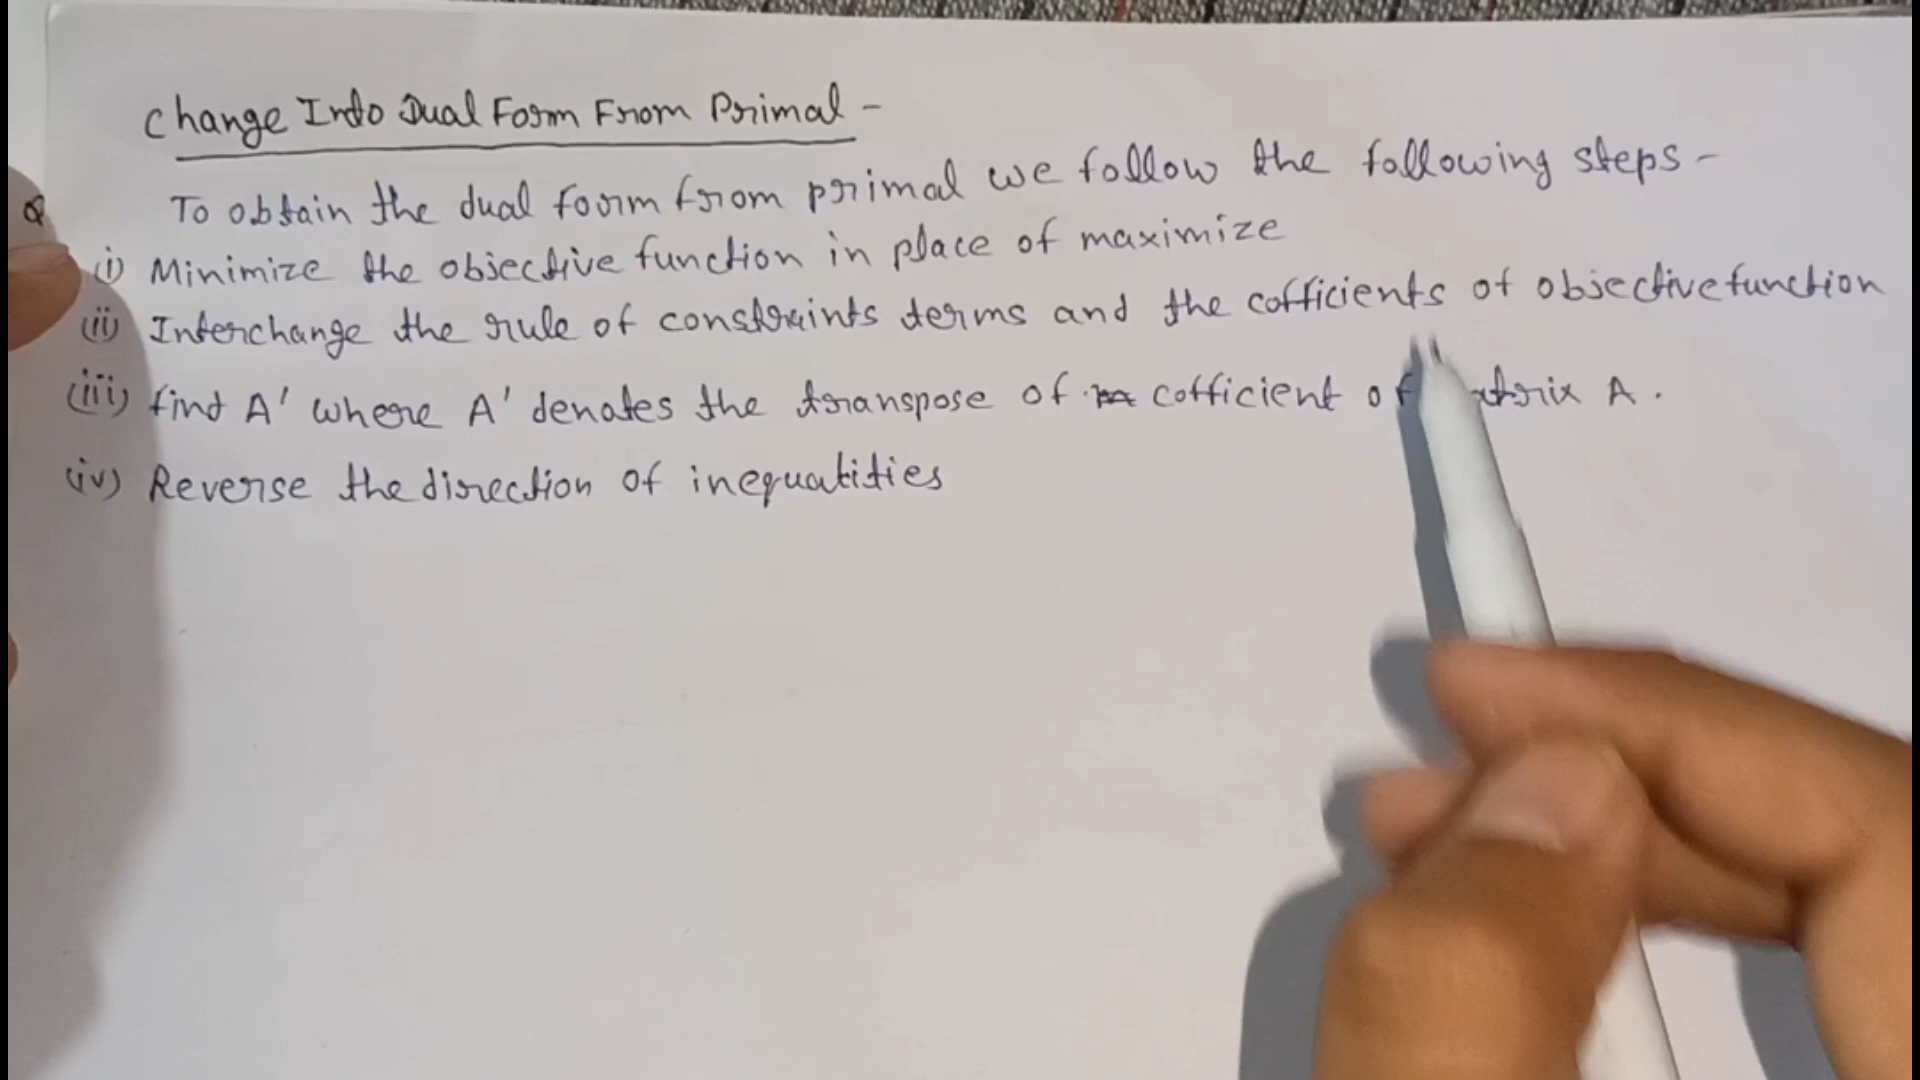 Change Into Dual Form From Primal -
To obtain the dual form from primal we follow the following steps -
(i) Minimize the objective function in place of maximize
(ii) Interchange the rule of constraints terms and the cofficients of objective function
(iii) find A' where A' denotes the transpose of cofficient of A.
(iv) Reverse the direction of inequatities